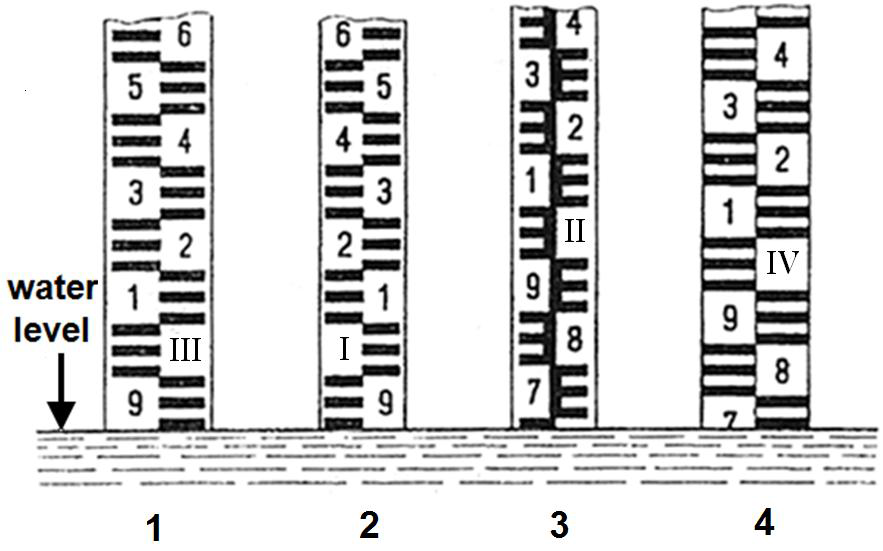 6 6 4
5 5 3 4
4 4 2 3
3 3 1 2
2 2 II 1
water level 1 1 9 IV
III I 8 9
9 9 7 8
7
1 2 3 4